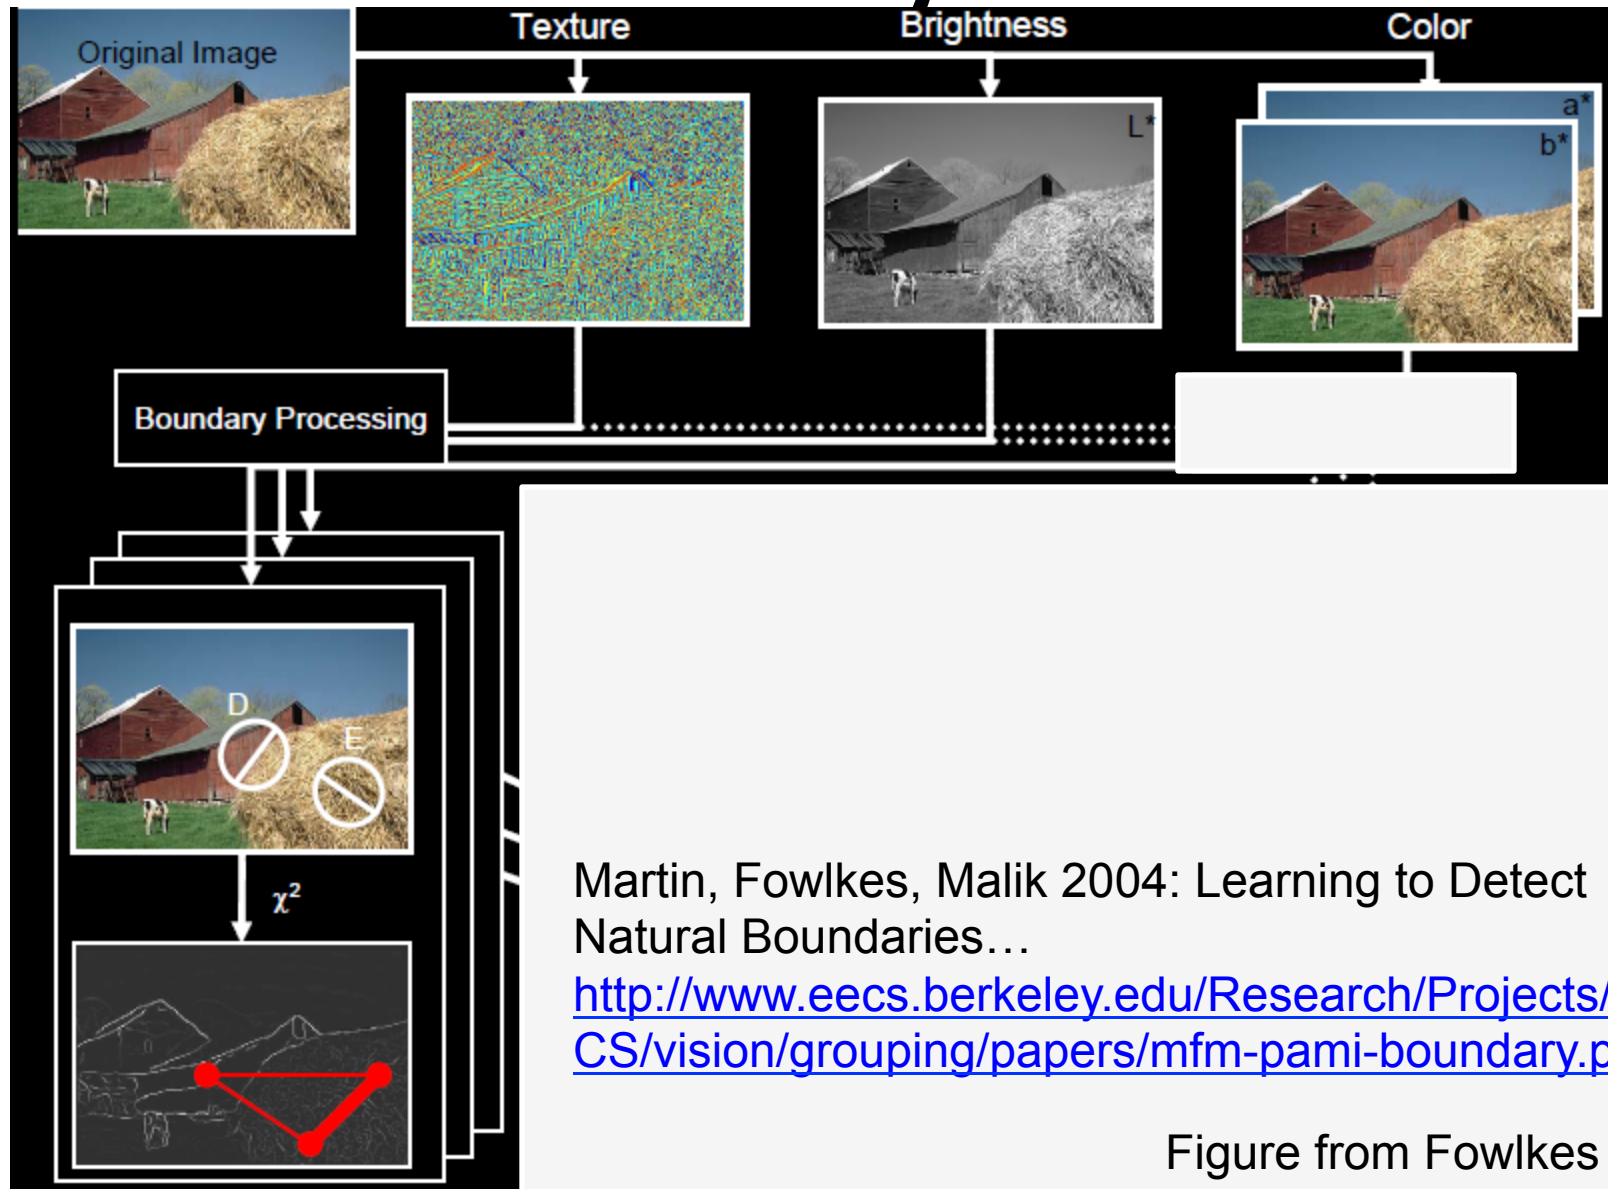 Original Image
Texture
Brightness
Color
L*
a*
b*
Boundary Processing
D
E
χ²
Martin, Fowlkes, Malik 2004: Learning to Detect
Natural Boundaries…
http://www.eecs.berkeley.edu/Research/Projects/
CS/vision/grouping/papers/mfm-pami-boundary.p
Figure from Fowlkes